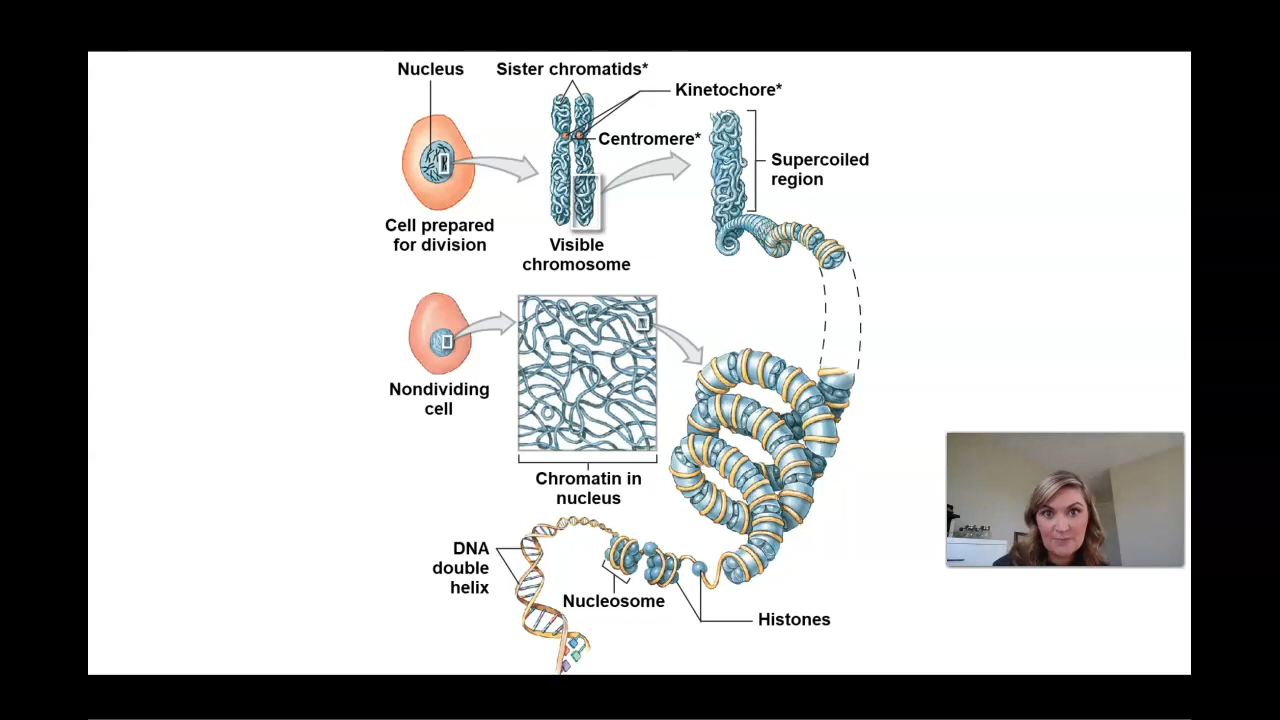 Nucleus
Sister chromatids*
Kinetochore*
Centromere*
Supercoiled
region
Cell prepared
for division
Visible
chromosome
Nondividing
cell
Chromatin in
nucleus
DNA
double
helix
Nucleosome
Histones